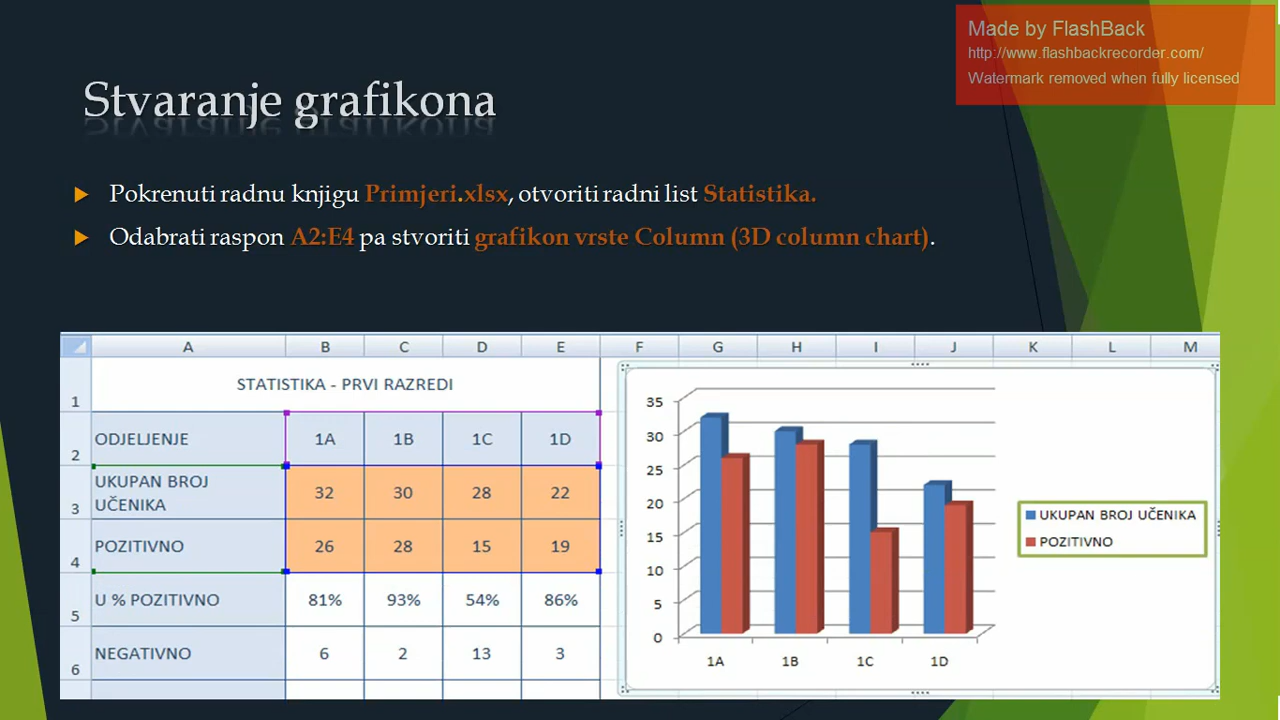 Made by FlashBack
http://www.flashbackrecorder.com/
Watermark removed when fully licensed
Stvaranje grafikona
Pokrenuti radnu knjigu Primjeri.xlsx, otvoriti radni list Statistika.
Odabrati raspon A2:E4 pa stvoriti grafikon vrste Column (3D column chart).
A B C D E F G H I J K L M
1 STATISTIKA - PRVI RAZREDI
2 ODJELJENJE 1A 1B 1C 1D
3 UKUPAN BROJ
UČENIKA 32 30 28 22
4 POZITIVNO 26 28 15 19
5 U % POZITIVNO 81% 93% 54% 86%
6 NEGATIVNO 6 2 13 3
35
30
25
20
15
10
5
0
1A 1B 1C 1D
UKUPAN BROJ UČENIKA
POZITIVNO